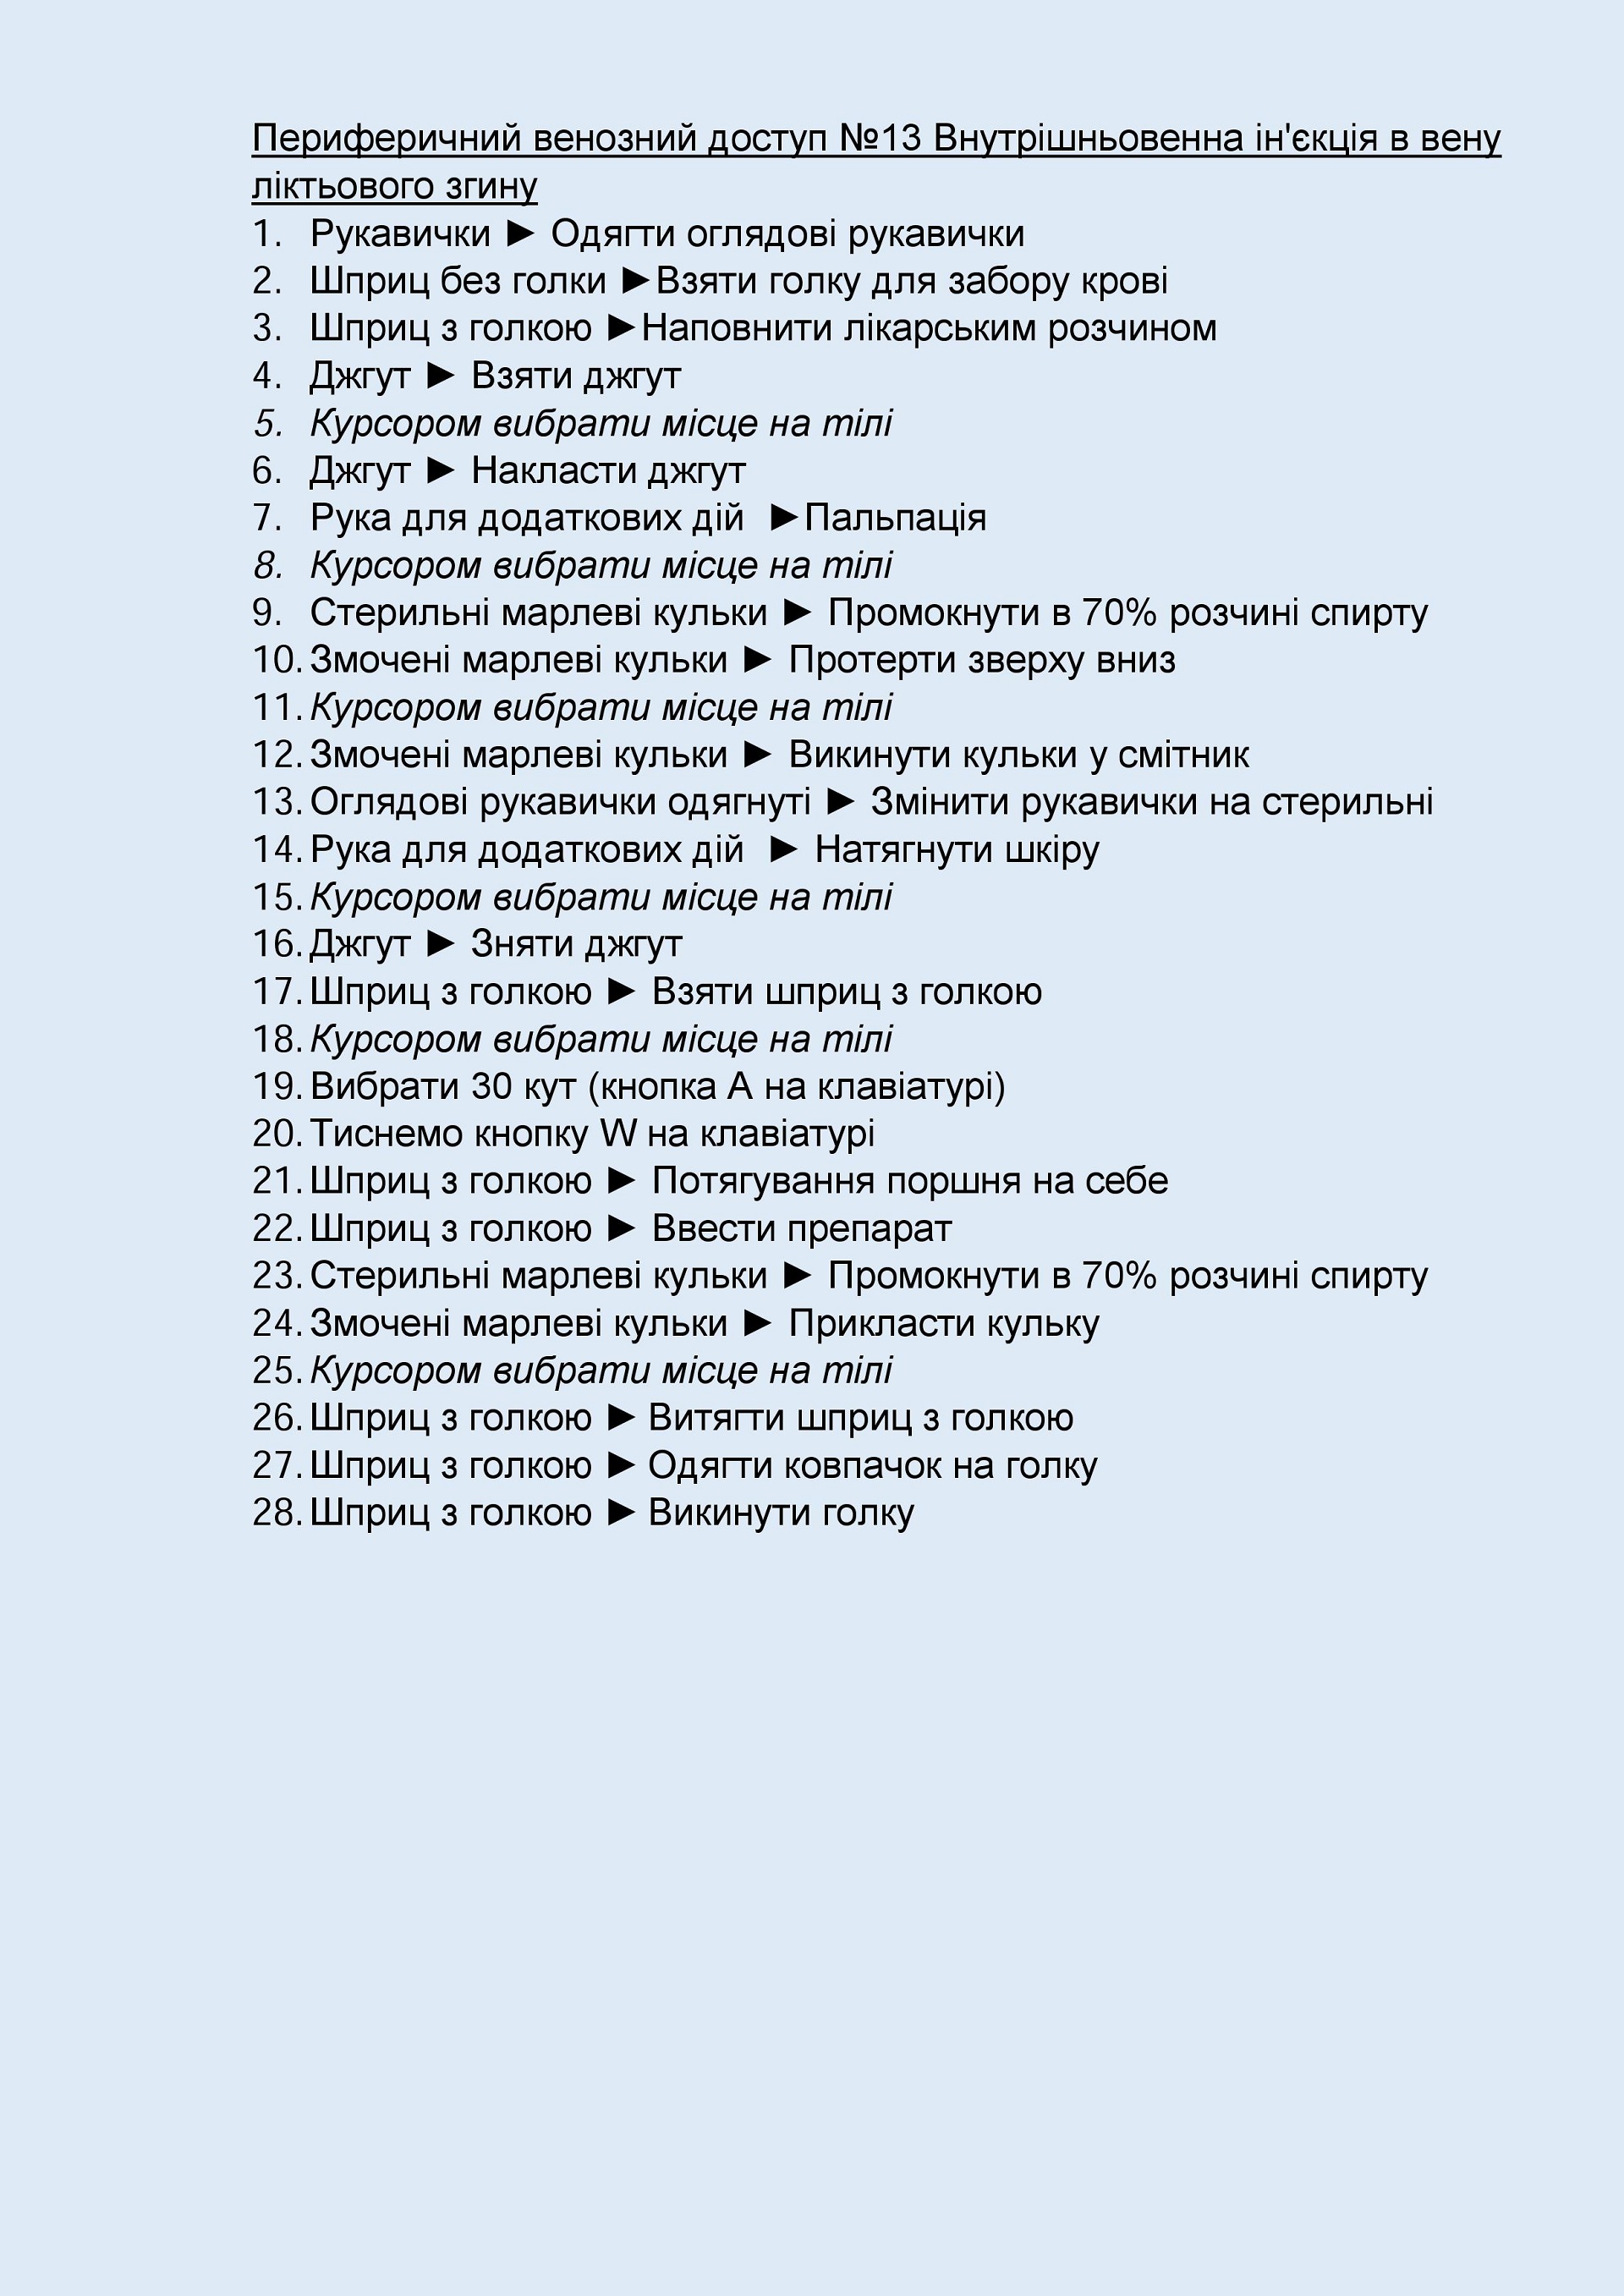 Периферичний венозний доступ №13 Внутрішньовенна ін'єкція в вену
ліктьового згину
1. Рукавички ► Одягти оглядові рукавички
2. Шприц без голки ►Взяти голку для забору крові
3. Шприц з голкою ►Наповнити лікарським розчином
4. Джгут ► Взяти джгут
5. Курсором вибрати місце на тілі
6. Джгут ► Накласти джгут
7. Рука для додаткових дій ►Пальпація
8. Курсором вибрати місце на тілі
9. Стерильні марлеві кульки ► Промокнути в 70% розчині спирту
10. Змочені марлеві кульки ► Протерти зверху вниз
11. Курсором вибрати місце на тілі
12. Змочені марлеві кульки ► Викинути кульки у смітник
13. Оглядові рукавички одягнуті ► Змінити рукавички на стерильні
14. Рука для додаткових дій ► Натягнути шкіру
15. Курсором вибрати місце на тілі
16. Джгут ► Зняти джгут
17. Шприц з голкою ► Взяти шприц з голкою
18. Курсором вибрати місце на тілі
19. Вибрати 30 кут (кнопка А на клавіатурі)
20. Тиснемо кнопку W на клавіатурі
21. Шприц з голкою ► Потягування поршня на себе
22. Шприц з голкою ► Ввести препарат
23. Стерильні марлеві кульки ► Промокнути в 70% розчині спирту
24. Змочені марлеві кульки ► Прикласти кульку
25. Курсором вибрати місце на тілі
26. Шприц з голкою ► Витягти шприц з голкою
27. Шприц з голкою ► Одягти ковпачок на голку
28. Шприц з голкою ► Викинути голку